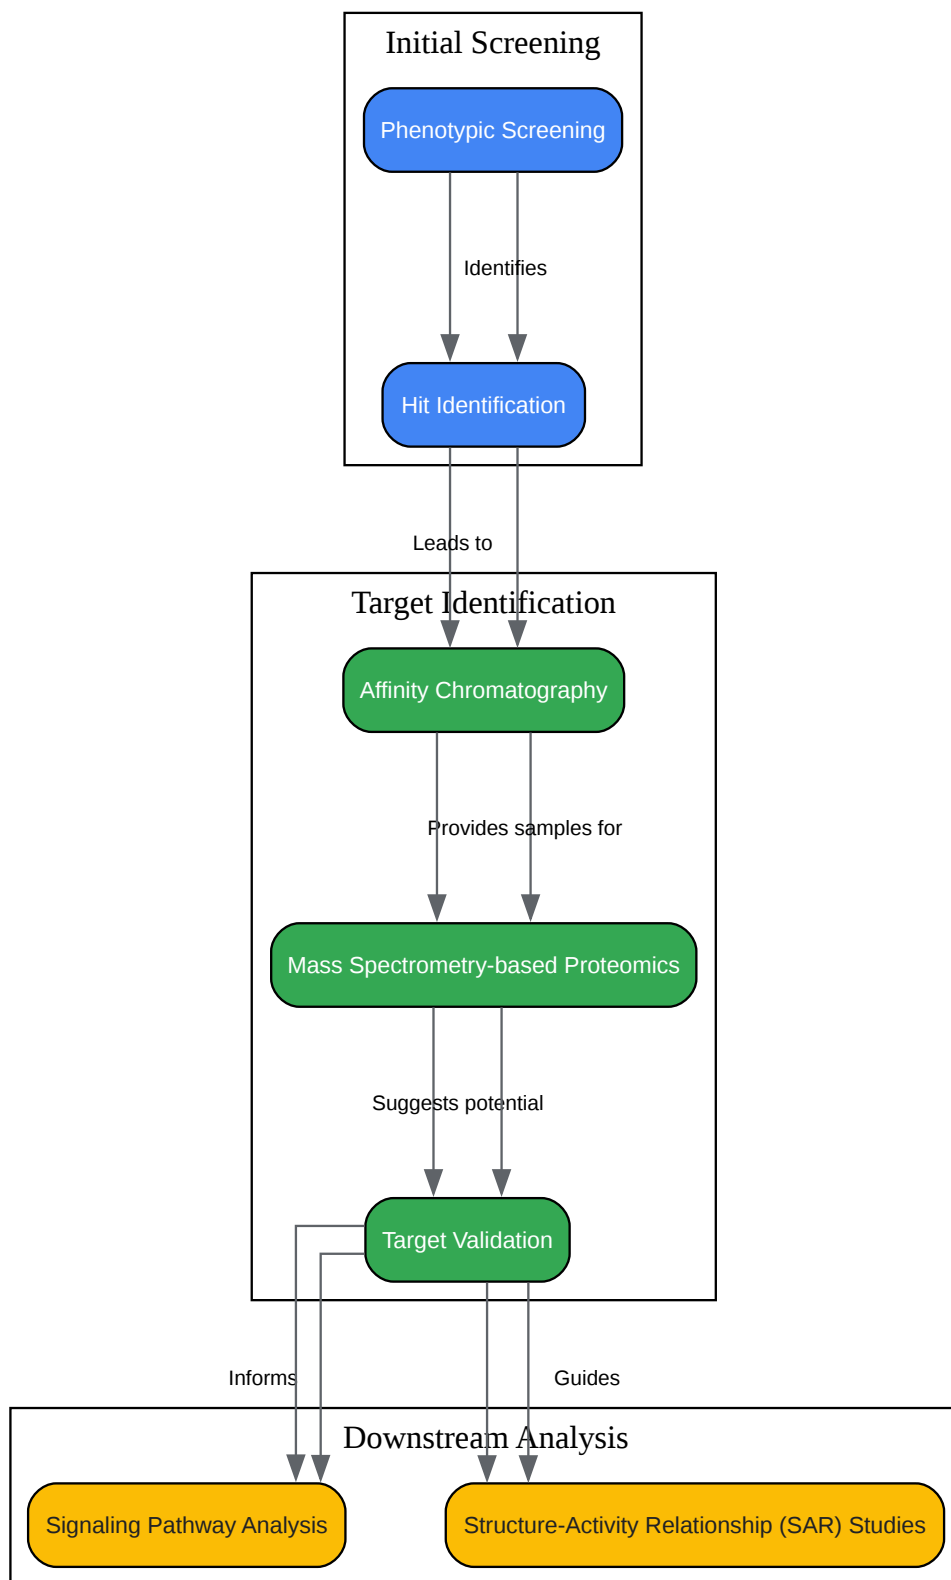 Initial Screening
Phenotypic Screening
Identifies
Hit Identification
Leads to
Target Identification
Affinity Chromatography
Provides samples for
Mass Spectrometry-based Proteomics
Suggests potential
Target Validation
Informs
Guides
Downstream Analysis
Signaling Pathway Analysis
Structure-Activity Relationship (SAR) Studies